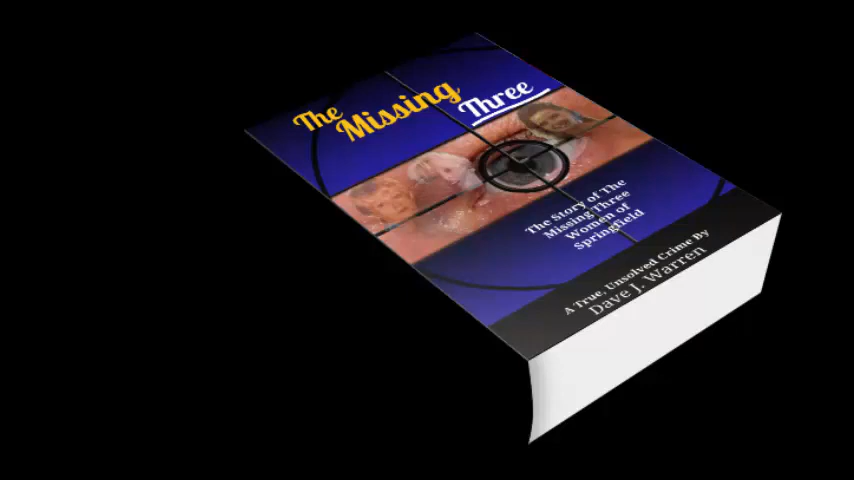 The Missing Three
The Story of The
Missing Three
Women of
Springfield
A True, Unsolved Crime By
Dave J. Warren